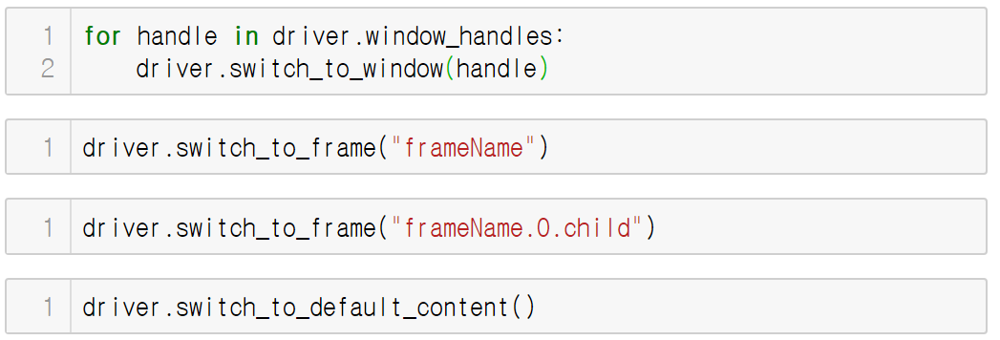 1 for handle in driver.window_handles:
2     driver.switch_to_window(handle)
1 driver.switch_to_frame("frameName")
1 driver.switch_to_frame("frameName.0.child")
1 driver.switch_to_default_content()